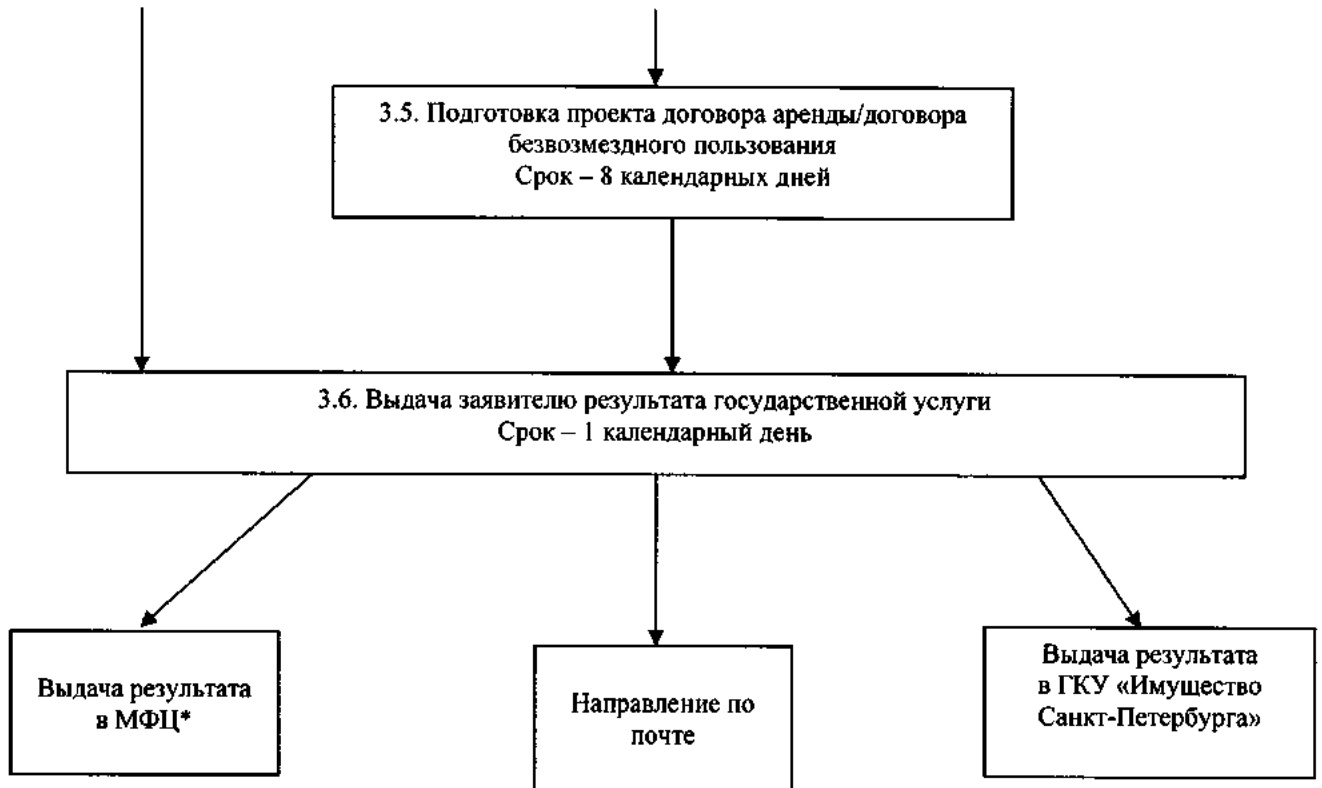 3.5. Подготовка проекта договора аренды/договора
безвозмездного пользования
Срок – 8 календарных дней
3.6. Выдача заявителю результата государственной услуги
Срок – 1 календарный день
Выдача результата
в МФЦ*
Направление по
почте
Выдача результата
в ГКУ «Имущество
Санкт-Петербурга»